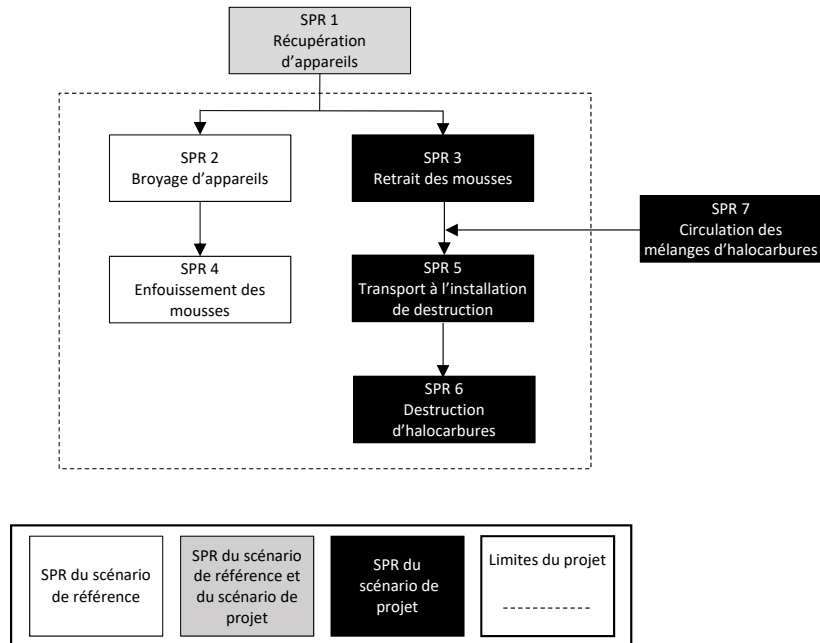 SPR 1
Récupération
d’appareils
SPR 2
Broyage d’appareils
SPR 3
Retrait des mousses
SPR 7
Circulation des
mélanges d’halocarbures
SPR 4
Enfouissement des
mousses
SPR 5
Transport à l’installation
de destruction
SPR 6
Destruction
d’halocarbures
SPR du scénario
de référence
SPR du scénario
de référence et
du scénario de
projet
SPR du
scénario de
projet
Limites du projet